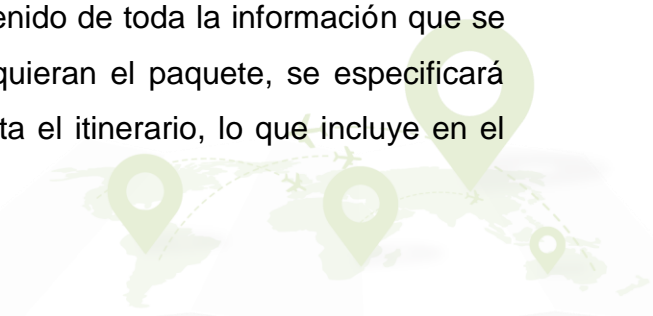 enido de toda la información que se
quieran el paquete, se especificará
ta el itinerario, lo que incluye en el